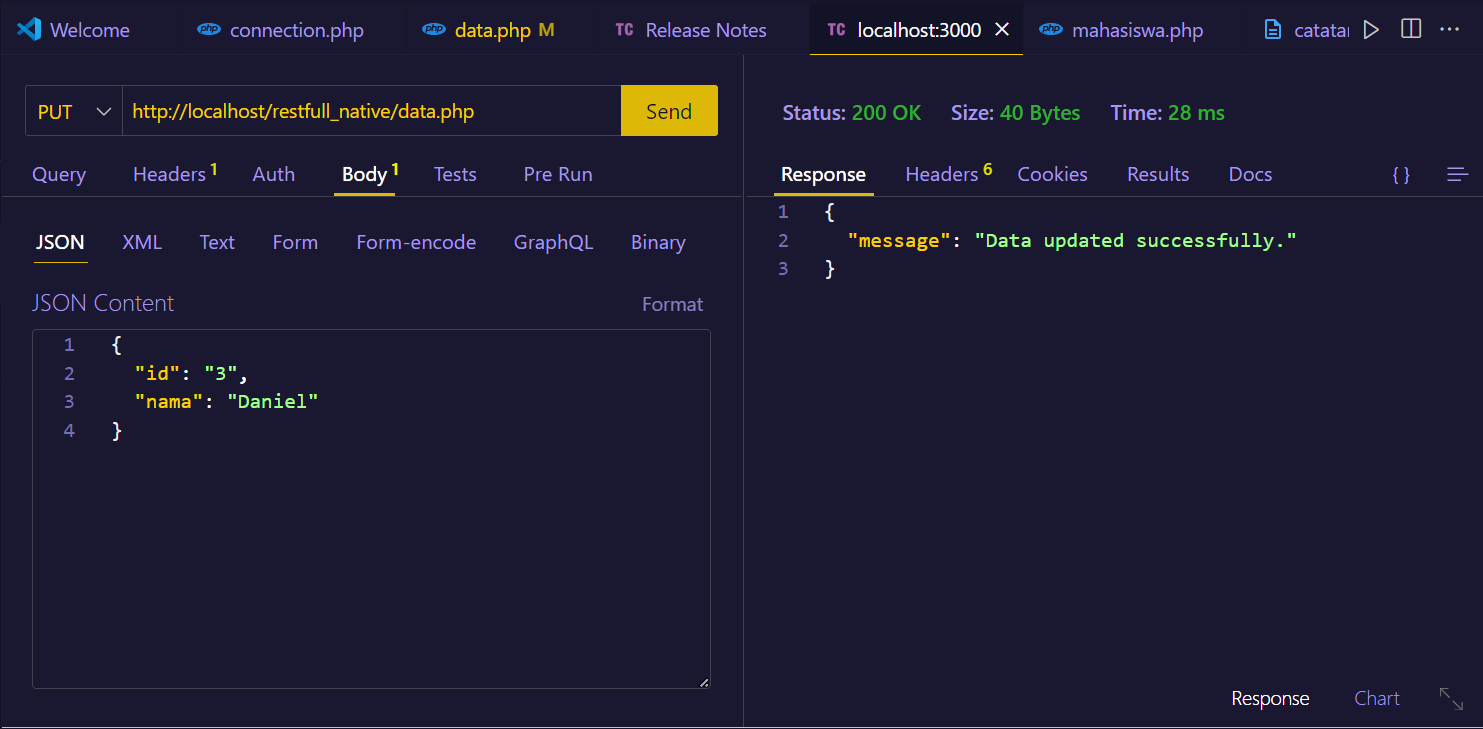 Welcome connection.php data.php M TC Release Notes TC localhost:3000 mahasiswa.php catatar
PUT http://localhost/restfull_native/data.php Send
Status: 200 OK Size: 40 Bytes Time: 28 ms
Query Headers 1 Auth Body 1 Tests Pre Run
Response Headers 6 Cookies Results Docs { }
JSON XML Text Form Form-encode GraphQL Binary
JSON Content Format
1 {
2 "id": "3",
3 "nama": "Daniel"
4 }
1 {
2 "message": "Data updated successfully."
3 }
Response Chart